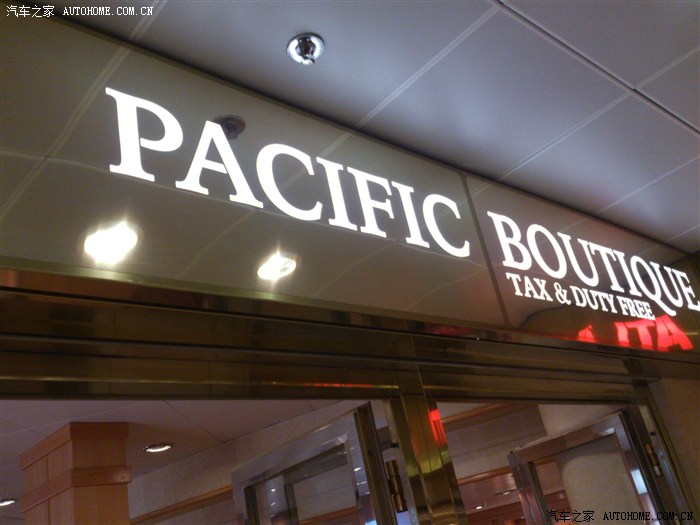 汽车之家 AUTOHOME.COM.CN
PACIFIC BOUTIQUE
TAX & DUTY FREE
汽车之家 AUTOHOME.COM.CN